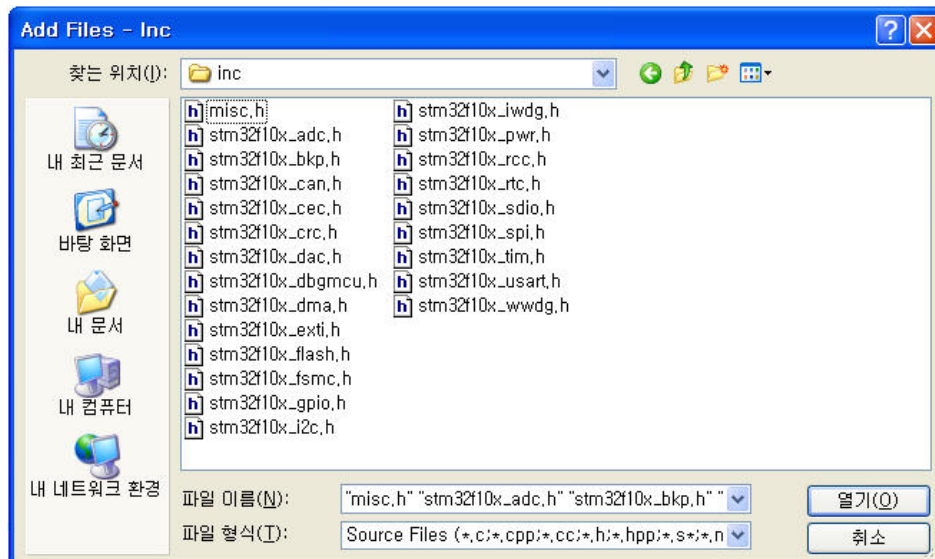 Add Files - Inc
찾는 위치(I): inc
내 최근 문서
바탕 화면
내 문서
내 컴퓨터
내 네트워크 환경
misc.h
stm32f10x_adc.h
stm32f10x_bkp.h
stm32f10x_can.h
stm32f10x_cec.h
stm32f10x_crc.h
stm32f10x_dac.h
stm32f10x_dbgmcu.h
stm32f10x_dma.h
stm32f10x_exti.h
stm32f10x_flash.h
stm32f10x_fsmc.h
stm32f10x_gpio.h
stm32f10x_i2c.h
stm32f10x_iwdg.h
stm32f10x_pwr.h
stm32f10x_rcc.h
stm32f10x_rtc.h
stm32f10x_sdio.h
stm32f10x_spi.h
stm32f10x_tim.h
stm32f10x_usart.h
stm32f10x_wwdg.h
파일 이름(N): "misc.h" "stm32f10x_adc.h" "stm32f10x_bkp.h" " 열기(O)
파일 형식(T): Source Files (*.c;*.cpp;*.cc;*.h;*.hpp;*.s*;*.n 취소